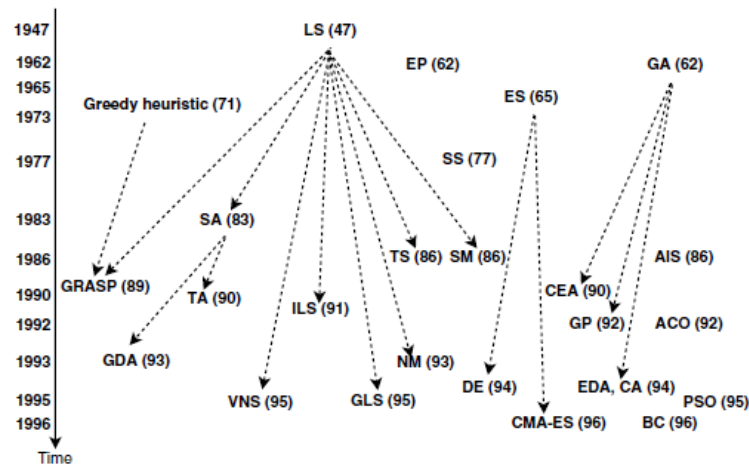 1947 LS (47)
1962 EP (62) GA (62)
1965 ES (65)
Greedy heuristic (71)
1973
1977 SS (77)
1983 SA (83)
1986 TS (86) SM (86) AIS (86)
GRASP (89)
1990 TA (90) CEA (90)
ILS (91)
1992 GP (92) ACO (92)
1993 GDA (93) NM (93)
DE (94) EDA, CA (94)
1995 VNS (95) GLS (95) PSO (95)
1996 CMA-ES (96) BC (96)
Time